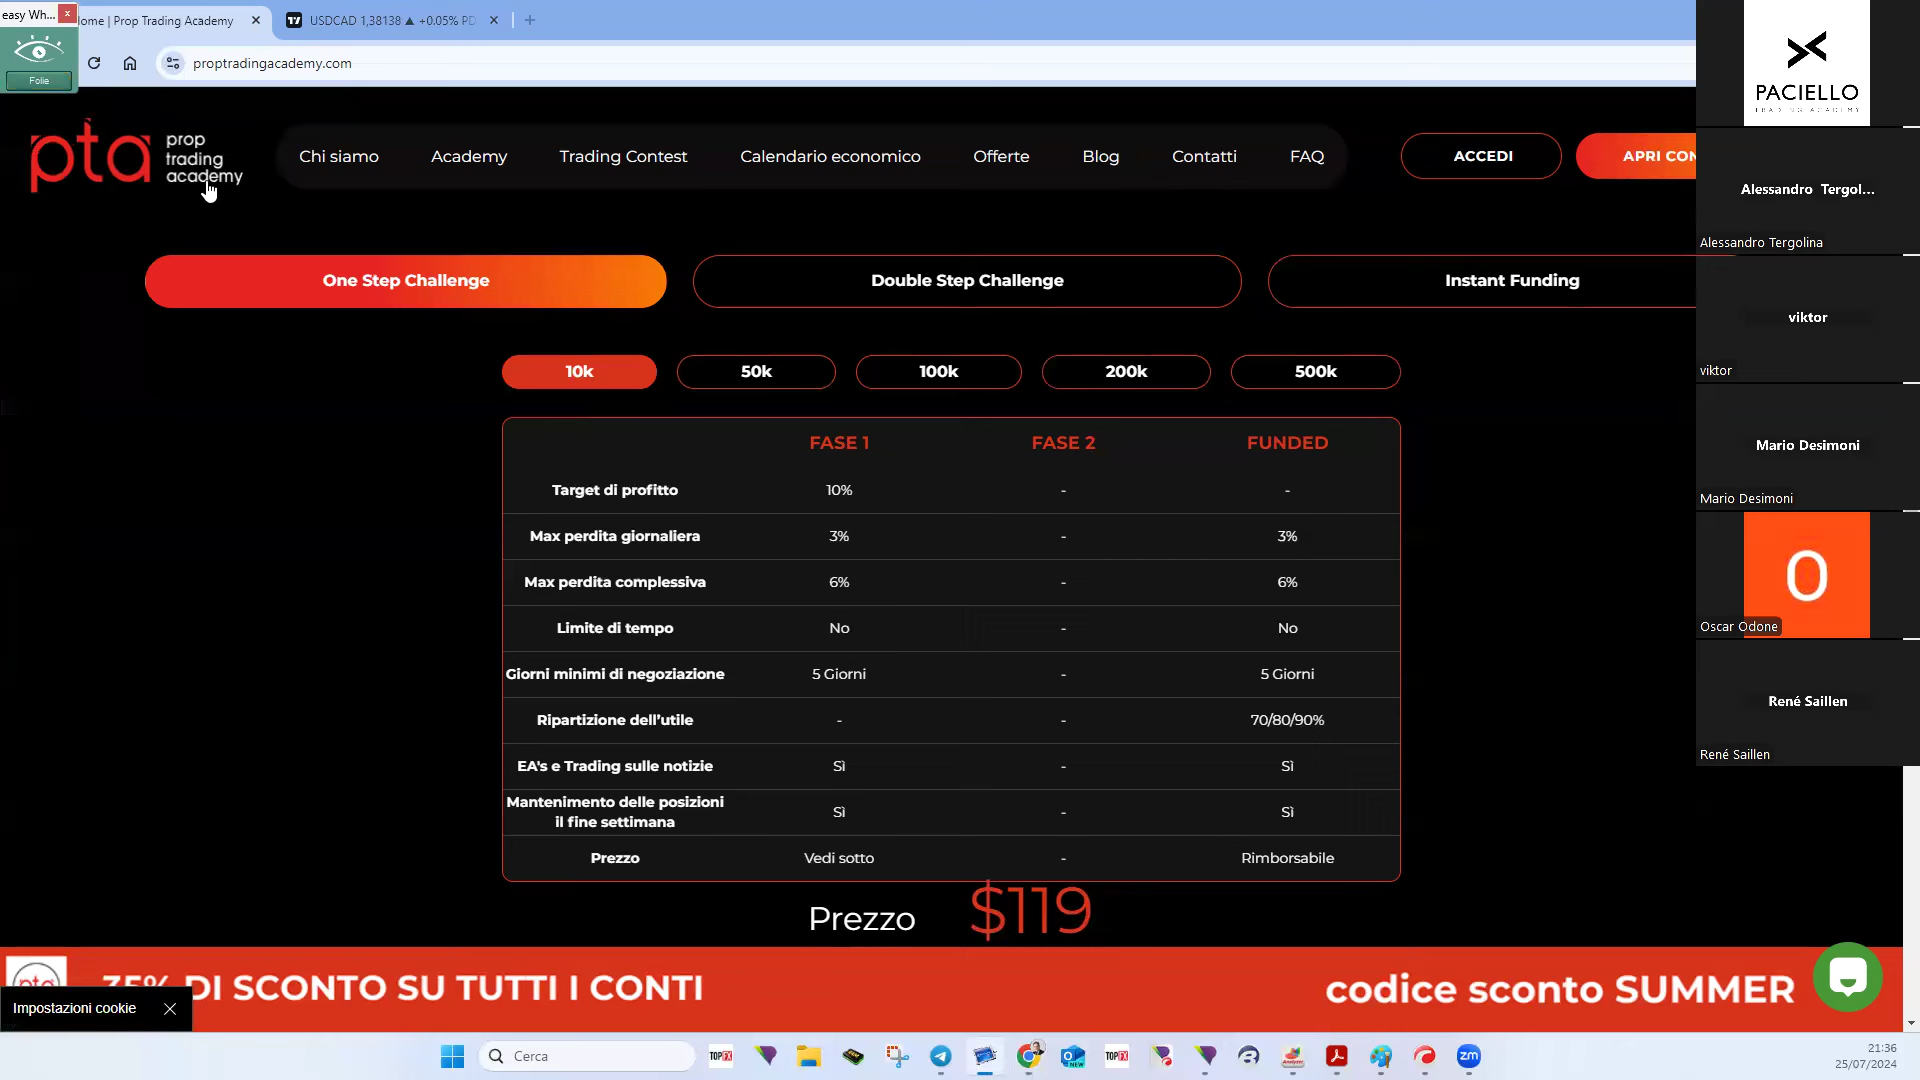 easy Wh...
Folie
ome | Prop Trading Academy
USDCAD 1,38138 ▲ +0.05%
proptradingacademy.com
pta
prop
trading
academy
Chi siamo
Academy
Trading Contest
Calendario economico
Offerte
Blog
Contatti
FAQ
ACCEDI
APRI CON
One Step Challenge
Double Step Challenge
Instant Funding
10k
50k
100k
200k
500k
FASE 1 FASE 2 FUNDED
Target di profitto 10% - -
Max perdita giornaliera 3% - 3%
Max perdita complessiva 6% - 6%
Limite di tempo No - No
Giorni minimi di negoziazione 5 Giorni - 5 Giorni
Ripartizione dell'utile - - 70/80/90%
EA's e Trading sulle notizie Sì - Sì
Mantenimento delle posizioni
il fine settimana Sì - Sì
Prezzo Vedi sotto - Rimborsabile
Prezzo $119
DI SCONTO SU TUTTI I CONTI
codice sconto SUMMER
Impostazioni cookie
PACIELLO
TRADING ACADEMY
Alessandro Tergol...
Alessandro Tergolina
viktor
viktor
Mario Desimoni
Mario Desimoni
O
Oscar Odone
René Saillen
René Saillen
Cerca
TOPFX
NEW
TOPFX
zm
21:36
25/07/2024